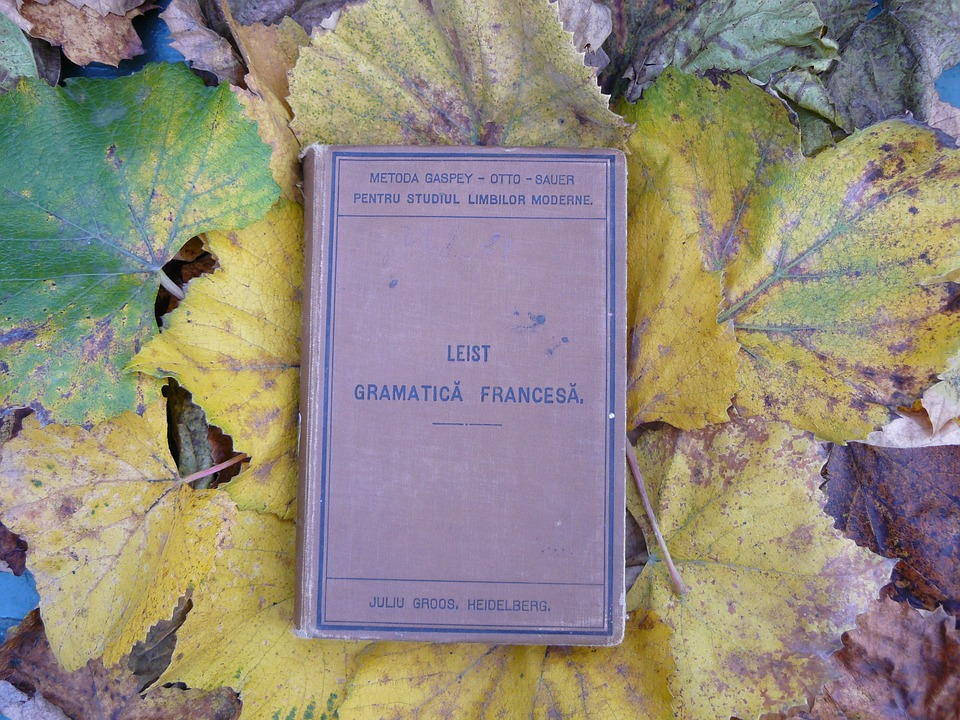 METODA GASPEY – OTTO – SAUER
PENTRU STUDIUL LIMBILOR MODERNE.
LEIST
GRAMATICĂ FRANCESĂ.
JULIU GROOS, HEIDELBERG.